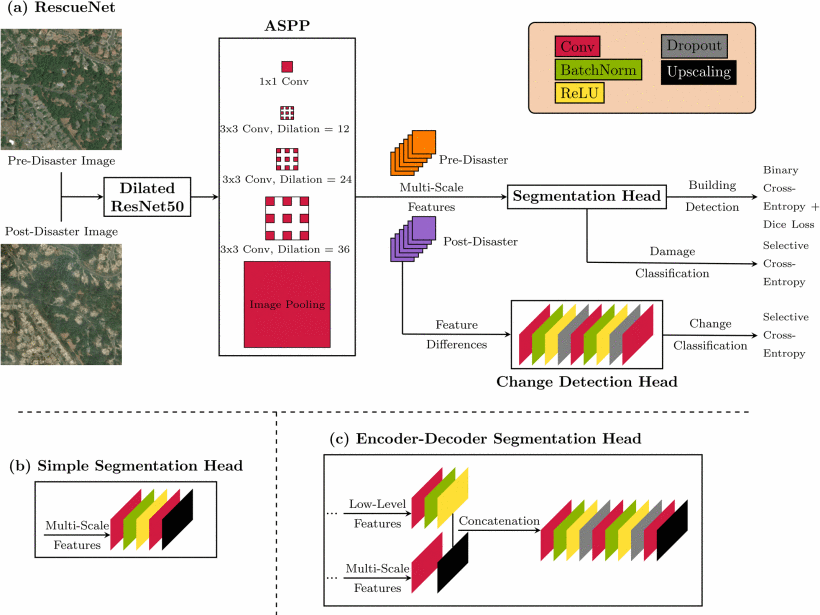 (a) RescueNet
ASPP
Conv
Dropout
BatchNorm
Upscaling
ReLU
1x1 Conv
3x3 Conv, Dilation = 12
3x3 Conv, Dilation = 24
3x3 Conv, Dilation = 36
Image Pooling
Pre-Disaster Image
Dilated
ResNet50
Post-Disaster Image
Pre-Disaster
Multi-Scale
Features
Post-Disaster
Segmentation Head
Building
Detection
Binary
Cross-
Entropy +
Dice Loss
Damage
Classification
Selective
Cross-
Entropy
Feature
Differences
Change Detection Head
Change
Classification
Selective
Cross-
Entropy
(b) Simple Segmentation Head
Multi-Scale
Features
(c) Encoder-Decoder Segmentation Head
... Low-Level
Features
Concatenation
... Multi-Scale
Features